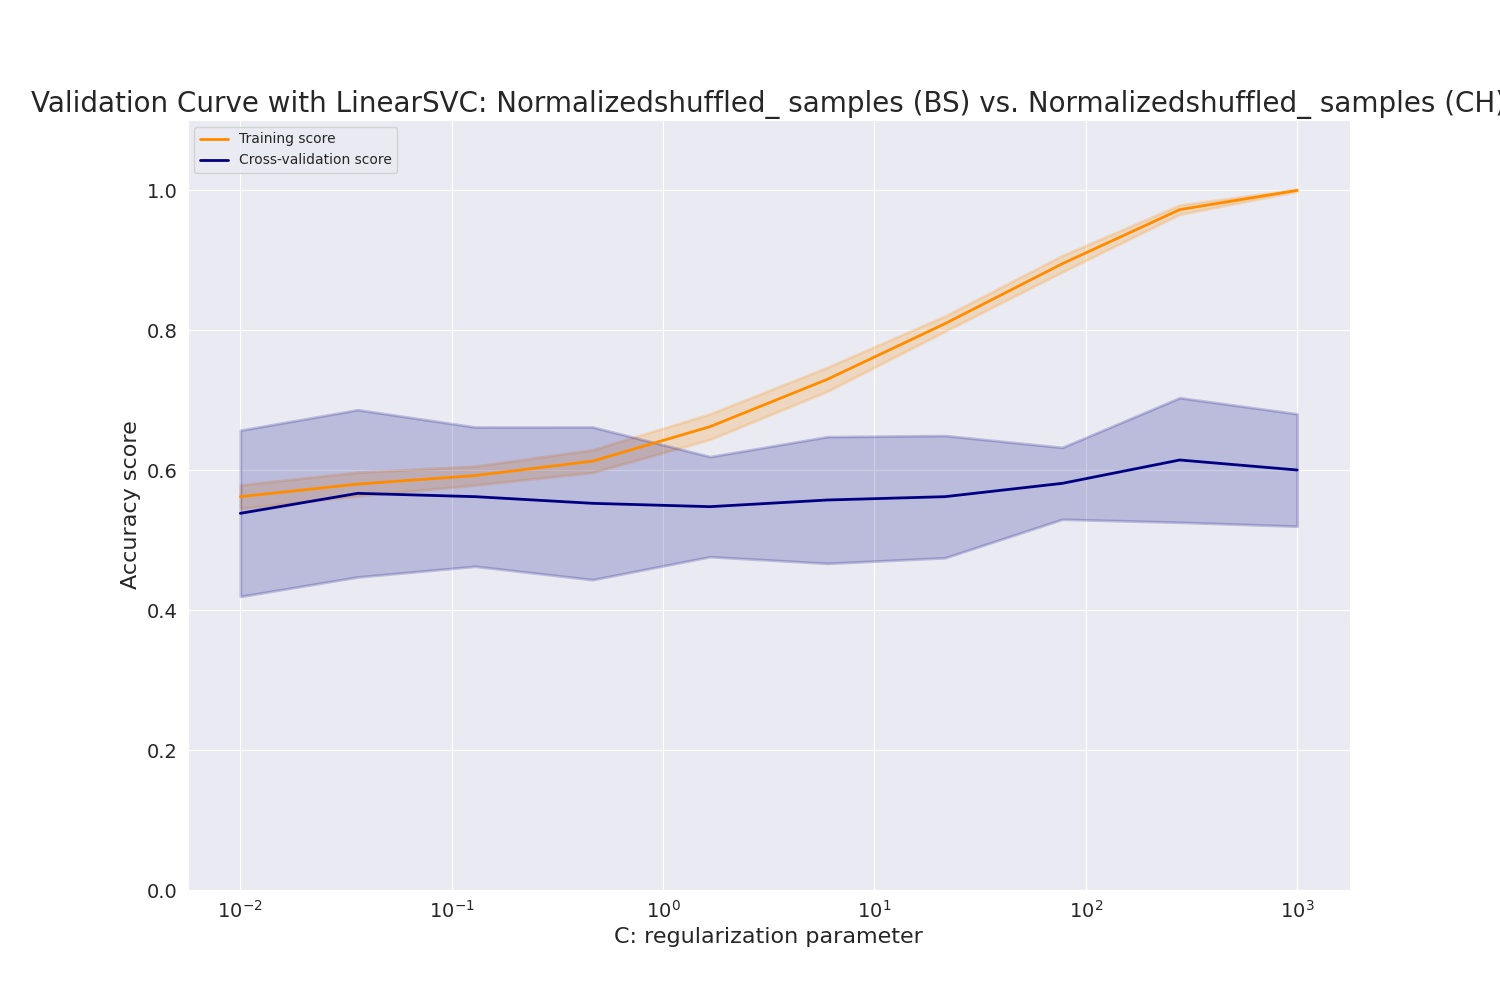 Validation Curve with LinearSVC: Normalizedshuffled_ samples (BS) vs. Normalizedshuffled_ samples (CH)
Training score
Cross-validation score
1.0
0.8
0.6
0.4
0.2
0.0
Accuracy score
10⁻² 10⁻¹ 10⁰ 10¹ 10² 10³
C: regularization parameter